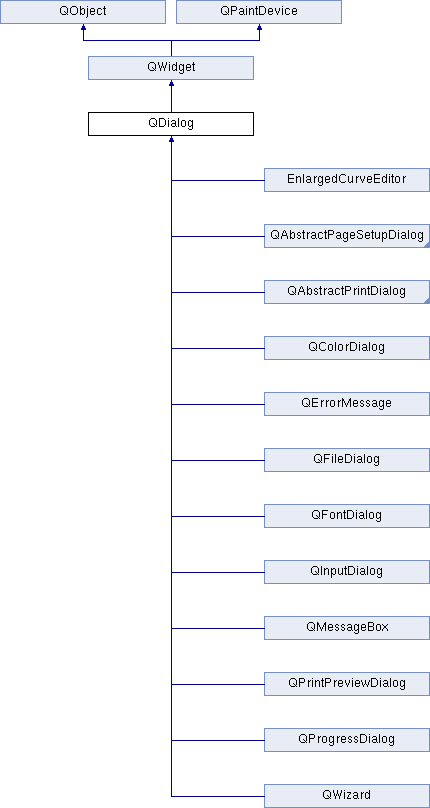 QObject
QPaintDevice
QWidget
QDialog
EnlargedCurveEditor
QAbstractPageSetupDialog
QAbstractPrintDialog
QColorDialog
QErrorMessage
QFileDialog
QFontDialog
QInputDialog
QMessageBox
QPrintPreviewDialog
QProgressDialog
QWizard